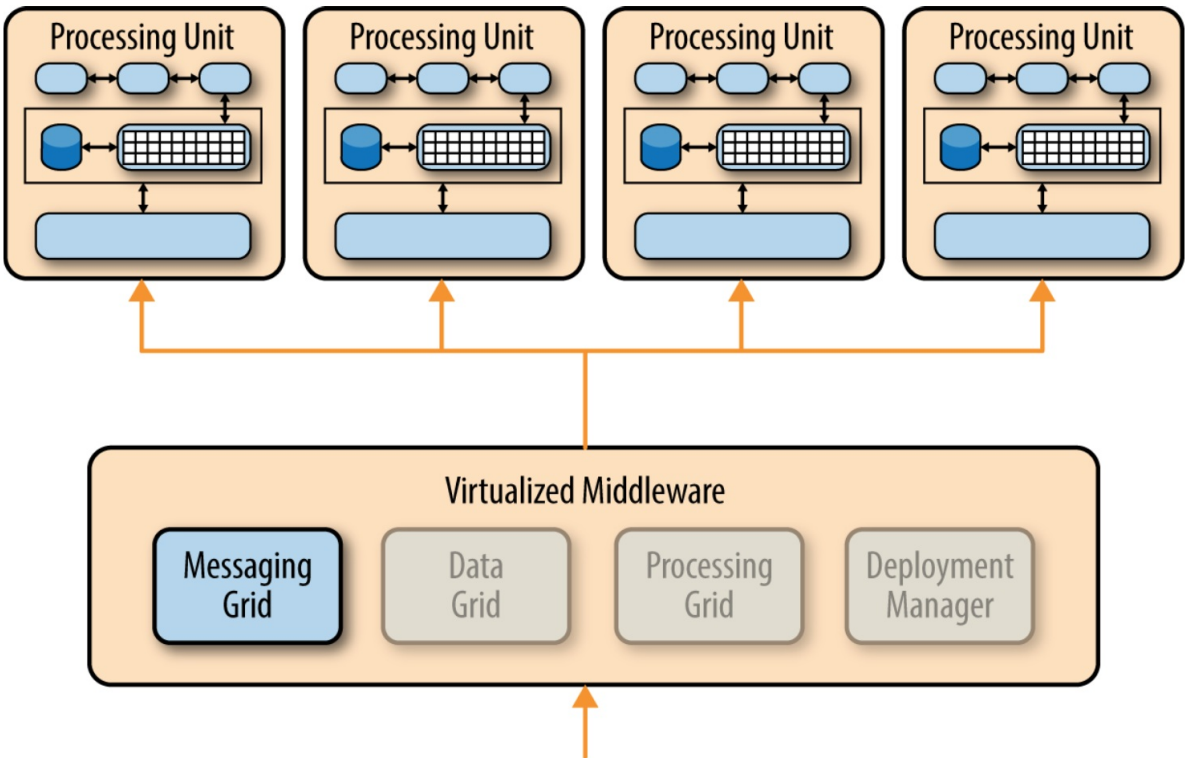 Processing Unit
Processing Unit
Processing Unit
Processing Unit
Virtualized Middleware
Messaging
Grid
Data
Grid
Processing
Grid
Deployment
Manager